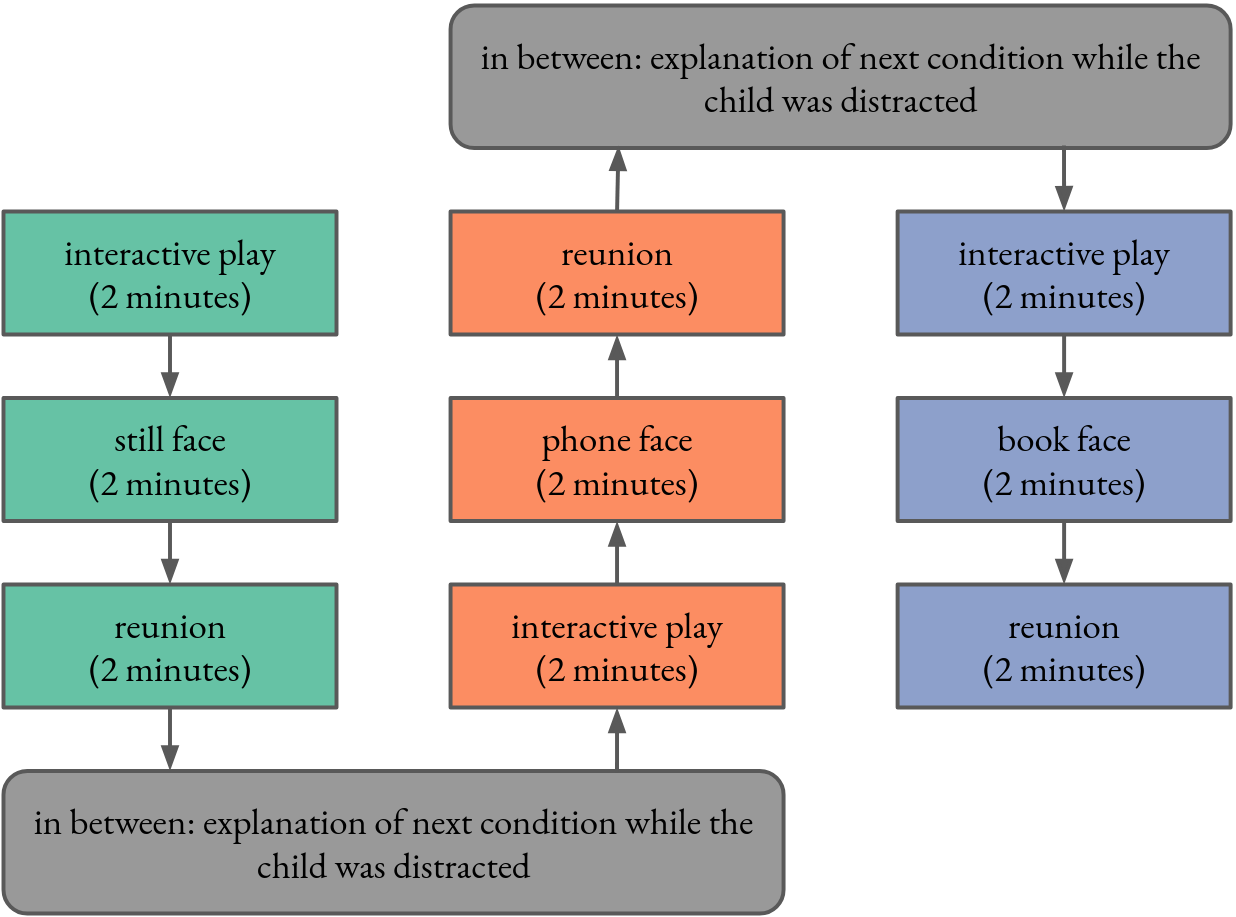 in between: explanation of next condition while the
child was distracted
interactive play
(2 minutes)
reunion
(2 minutes)
interactive play
(2 minutes)
still face
(2 minutes)
phone face
(2 minutes)
book face
(2 minutes)
reunion
(2 minutes)
interactive play
(2 minutes)
reunion
(2 minutes)
in between: explanation of next condition while the
child was distracted